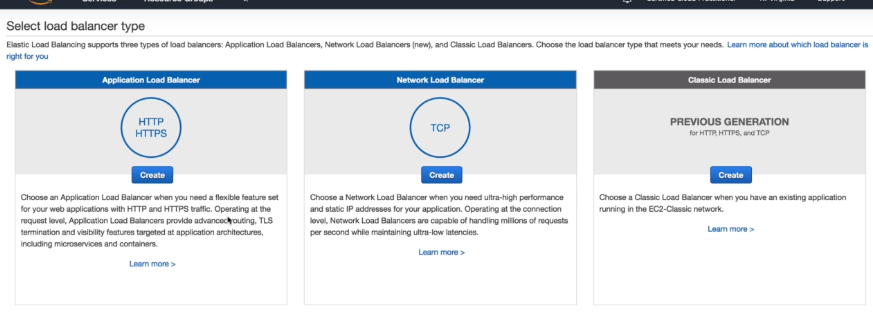 Select load balancer type
Elastic Load Balancing supports three types of load balancers: Application Load Balancers, Network Load Balancers (new), and Classic Load Balancers. Choose the load balancer type that meets your needs. Learn more about which load balancer is
right for you
Application Load Balancer
HTTP
HTTPS
Create
Choose an Application Load Balancer when you need a flexible feature set
for your web applications with HTTP and HTTPS traffic. Operating at the
request level, Application Load Balancers provide advanced routing, TLS
termination and visibility features targeted at application architectures,
including microservices and containers.
Learn more >
Network Load Balancer
TCP
Create
Choose a Network Load Balancer when you need ultra-high performance
and static IP addresses for your application. Operating at the connection
level, Network Load Balancers are capable of handling millions of requests
per second while maintaining ultra-low latencies.
Learn more >
Classic Load Balancer
PREVIOUS GENERATION
for HTTP, HTTPS, and TCP
Create
Choose a Classic Load Balancer when you have an existing application
running in the EC2-Classic network.
Learn more >